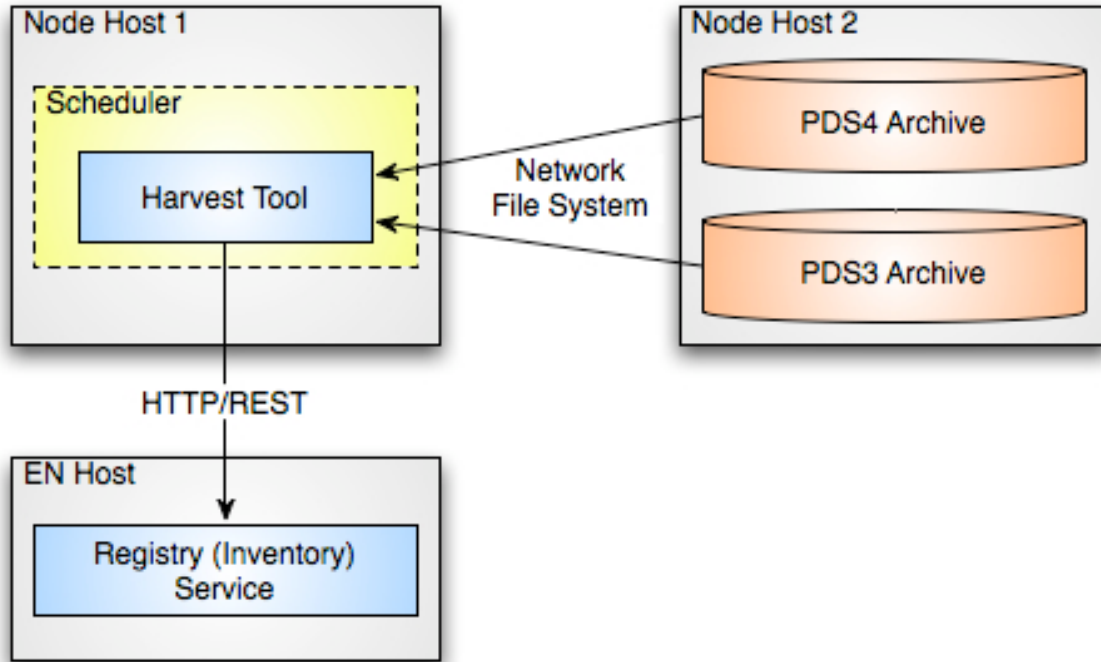 Node Host 1
Scheduler
Harvest Tool
Node Host 2
PDS4 Archive
Network
File System
PDS3 Archive
HTTP/REST
EN Host
Registry (Inventory)
Service